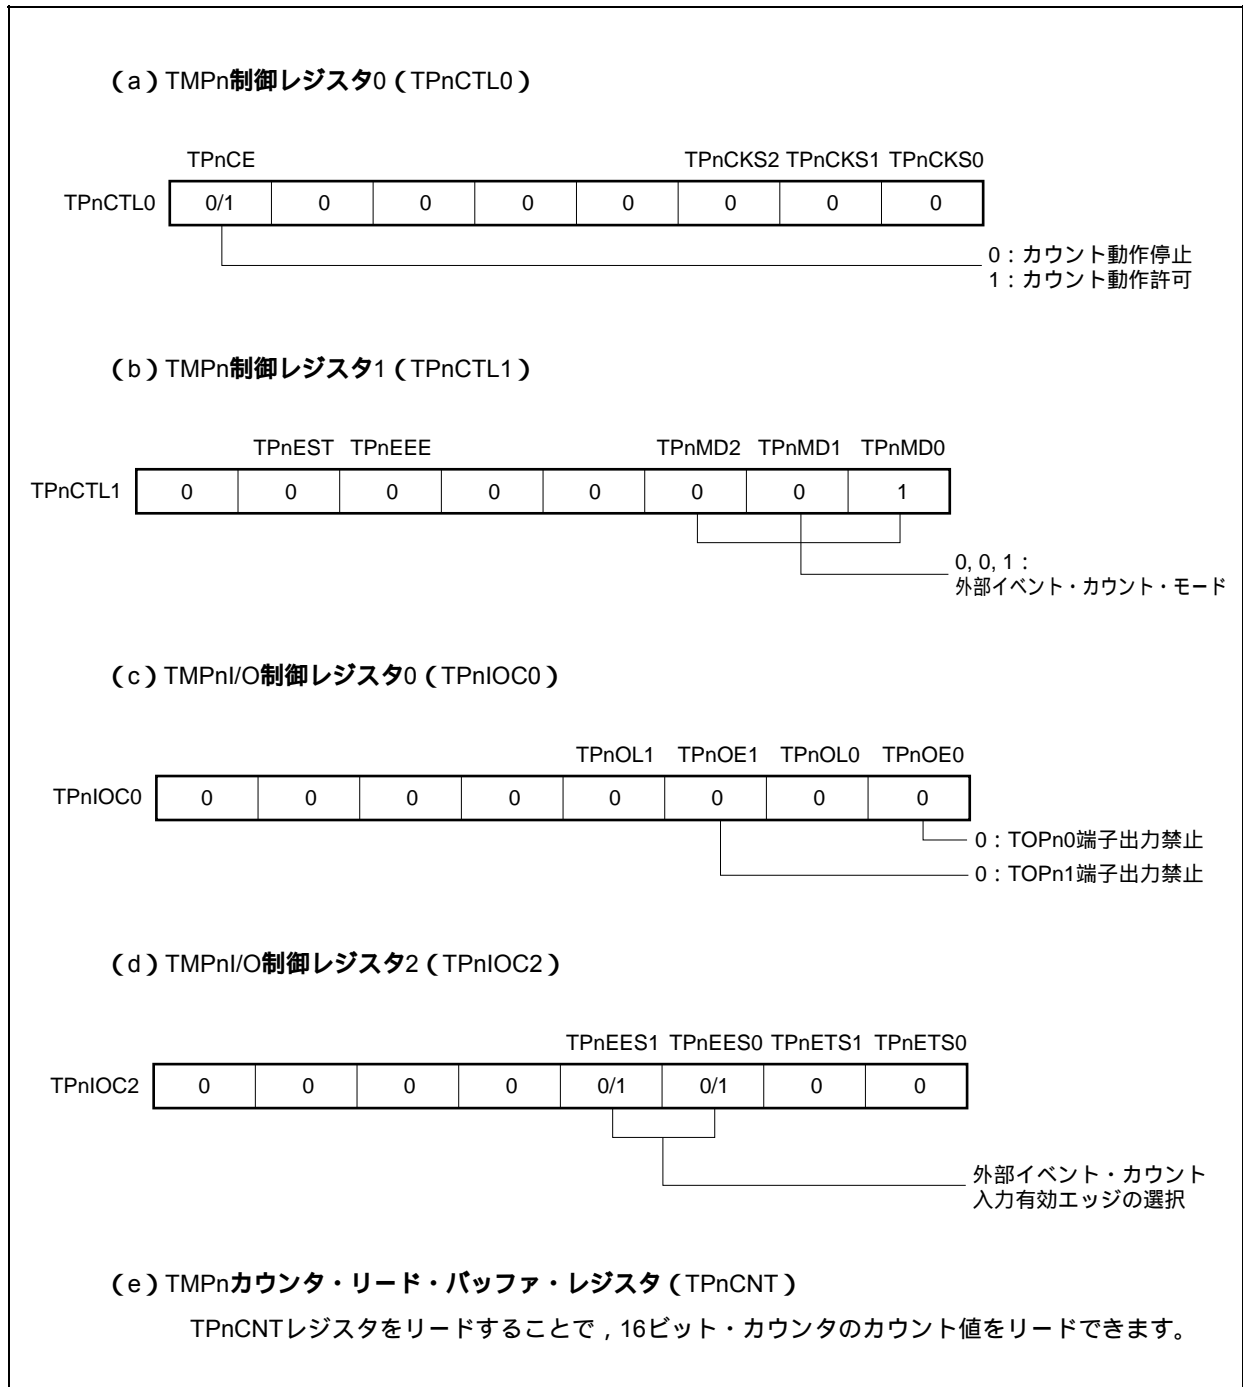 (a) TMPn制御レジスタ0 (TPnCTL0)
TPnCE TPnCKS2 TPnCKS1 TPnCKS0
TPnCTL0 0/1 0 0 0 0 0 0 0
0：カウント動作停止
1：カウント動作許可
(b) TMPn制御レジスタ1 (TPnCTL1)
TPnEST TPnEEE TPnMD2 TPnMD1 TPnMD0
TPnCTL1 0 0 0 0 0 0 0 1
0, 0, 1：
外部イベント・カウント・モード
(c) TMPnI/O制御レジスタ0 (TPnIOC0)
TPnOL1 TPnOE1 TPnOL0 TPnOE0
TPnIOC0 0 0 0 0 0 0 0 0
0：TOPn0端子出力禁止
0：TOPn1端子出力禁止
(d) TMPnI/O制御レジスタ2 (TPnIOC2)
TPnEES1 TPnEES0 TPnETS1 TPnETS0
TPnIOC2 0 0 0 0 0/1 0/1 0 0
外部イベント・カウント
入力有効エッジの選択
(e) TMPnカウンタ・リード・バッファ・レジスタ (TPnCNT)
TPnCNTレジスタをリードすることで，16ビット・カウンタのカウント値をリードできます。